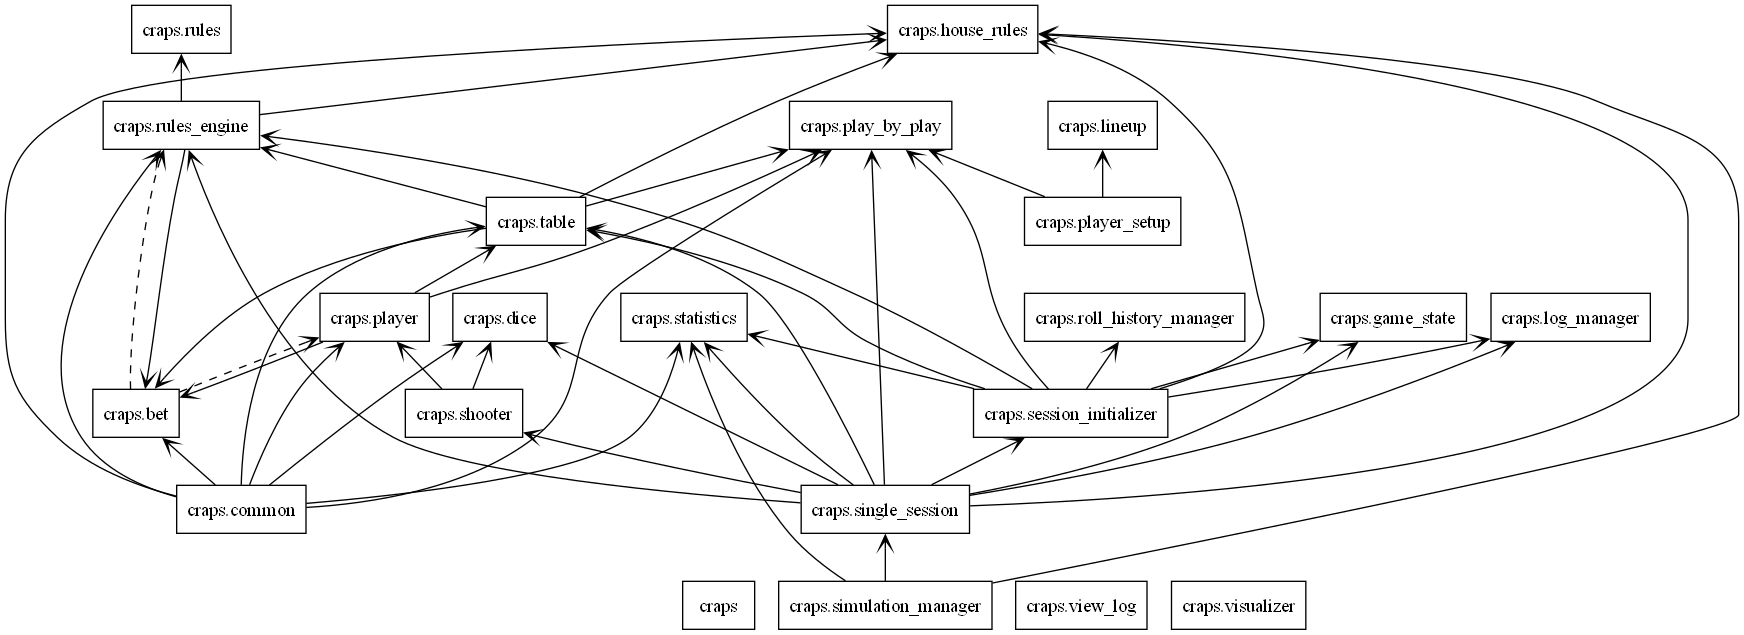 craps.rules
craps.house_rules
craps.rules_engine
craps.play_by_play
craps.lineup
craps.table
craps.player_setup
craps.player
craps.dice
craps.statistics
craps.roll_history_manager
craps.game_state
craps.log_manager
craps.bet
craps.shooter
craps.session_initializer
craps.common
craps.single_session
craps
craps.simulation_manager
craps.view_log
craps.visualizer